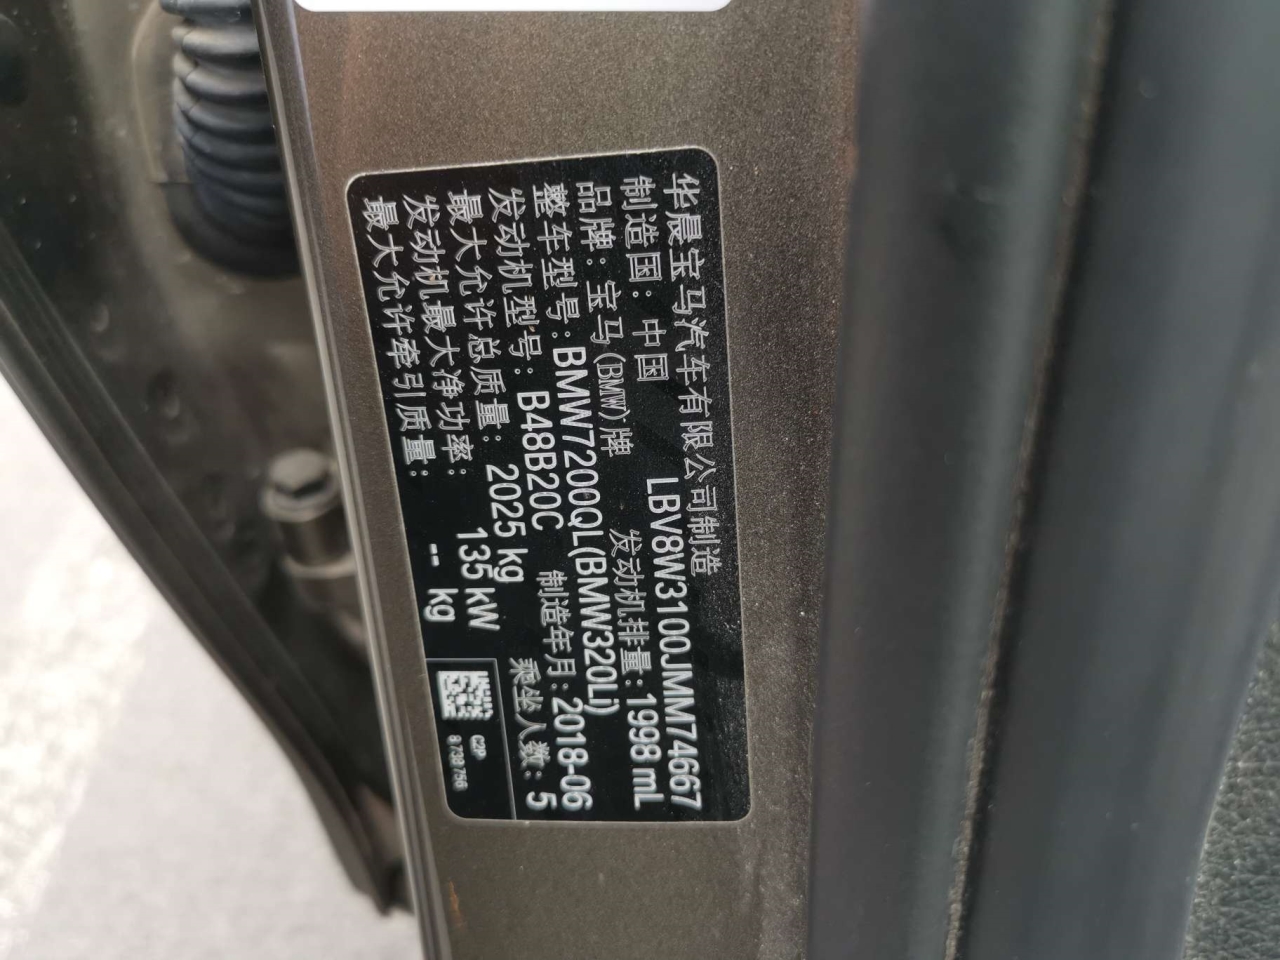 华晨宝马汽车有限公司制造
制造国: 中国 LBV8W3100JMM74667
品牌: 宝马(BMW)牌 发动机排量: 1998 mL
整车型号: BMW7200QL(BMW320Li)
发动机型号: B48B20C 制造年月: 2018-06
最大允许总质量: 2025 kg 乘坐人数: 5
发动机最大净功率: 135 kW
最大允许牵引质量: -- kg
G2P
8 738 756